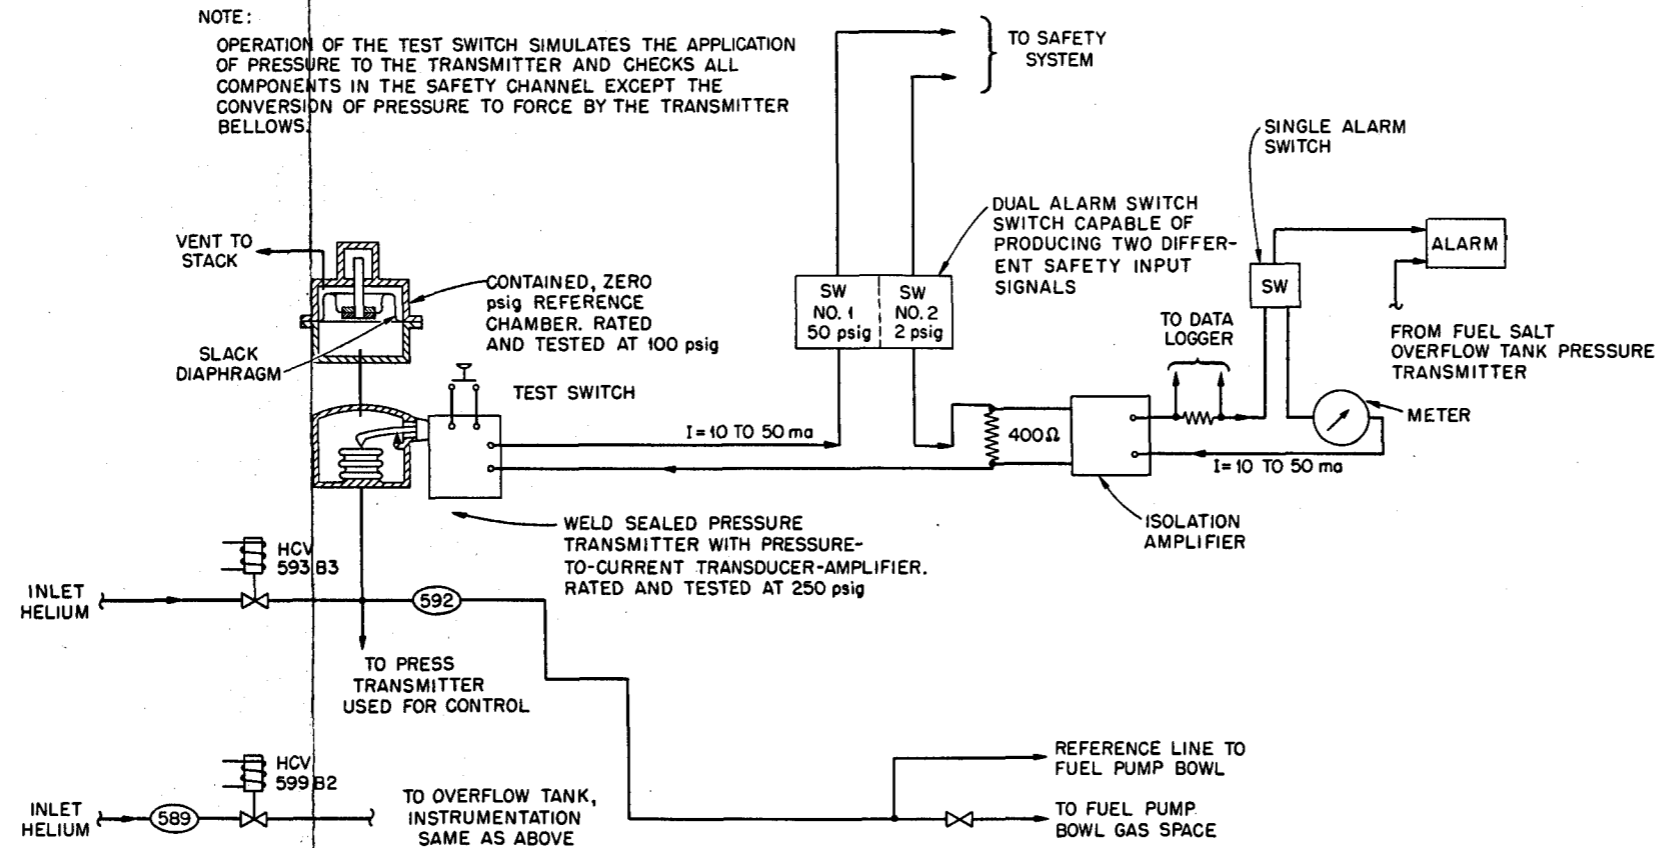 NOTE:
OPERATION OF THE TEST SWITCH SIMULATES THE APPLICATION
OF PRESSURE TO THE TRANSMITTER AND CHECKS ALL
COMPONENTS IN THE SAFETY CHANNEL EXCEPT THE
CONVERSION OF PRESSURE TO FORCE BY THE TRANSMITTER
BELLOWS.
TO SAFETY
SYSTEM
SINGLE ALARM
SWITCH
DUAL ALARM SWITCH
SWITCH CAPABLE OF
PRODUCING TWO DIFFER-
ENT SAFETY INPUT
SIGNALS
ALARM
VENT TO
STACK
CONTAINED, ZERO
psig REFERENCE
CHAMBER. RATED
AND TESTED AT 100 psig
SW
NO. 1
50 psig
SW
NO. 2
2 psig
SW
TO DATA
LOGGER
FROM FUEL SALT
OVERFLOW TANK PRESSURE
TRANSMITTER
SLACK
DIAPHRAGM
TEST SWITCH
METER
I=10 TO 50 ma
400Ω
I=10 TO 50 ma
WELD SEALED PRESSURE
TRANSMITTER WITH PRESSURE-
TO-CURRENT TRANSDUCER-AMPLIFIER.
RATED AND TESTED AT 250 psig
ISOLATION
AMPLIFIER
HCV
593 B3
INLET
HELIUM
592
TO PRESS
TRANSMITTER
USED FOR CONTROL
REFERENCE LINE TO
FUEL PUMP BOWL
HCV
599 B2
INLET
HELIUM
589
TO OVERFLOW TANK,
INSTRUMENTATION
SAME AS ABOVE
TO FUEL PUMP
BOWL GAS SPACE